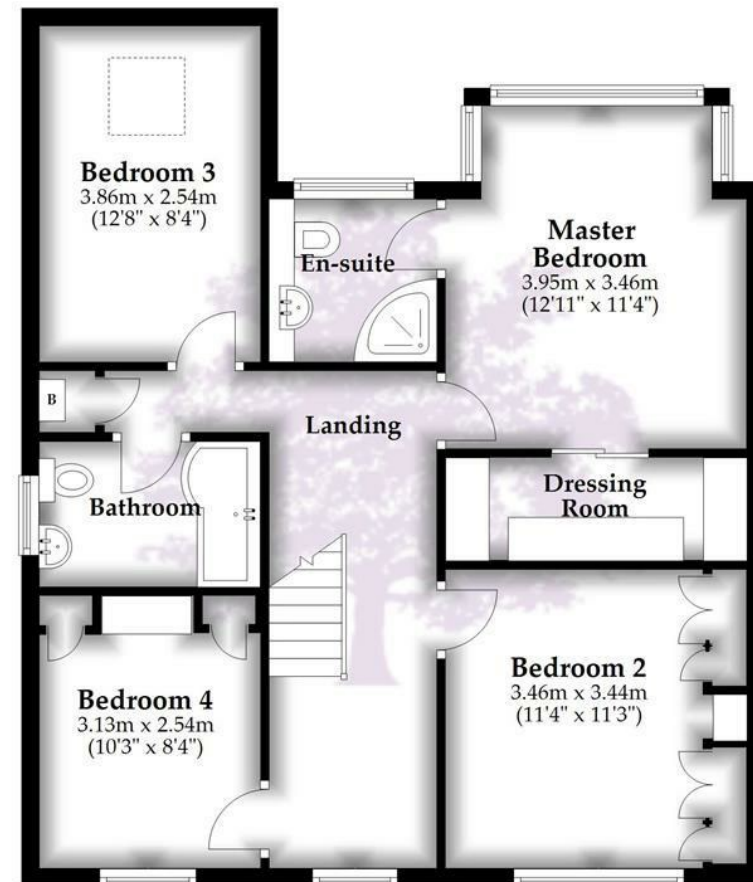 Bedroom 3
3.86m x 2.54m
(12'8" x 8'4")
En-suite
Master
Bedroom
3.95m x 3.46m
(12'11" x 11'4")
B
Landing
Bathroom
Dressing
Room
Bedroom 4
3.13m x 2.54m
(10'3" x 8'4")
Bedroom 2
3.46m x 3.44m
(11'4" x 11'3")